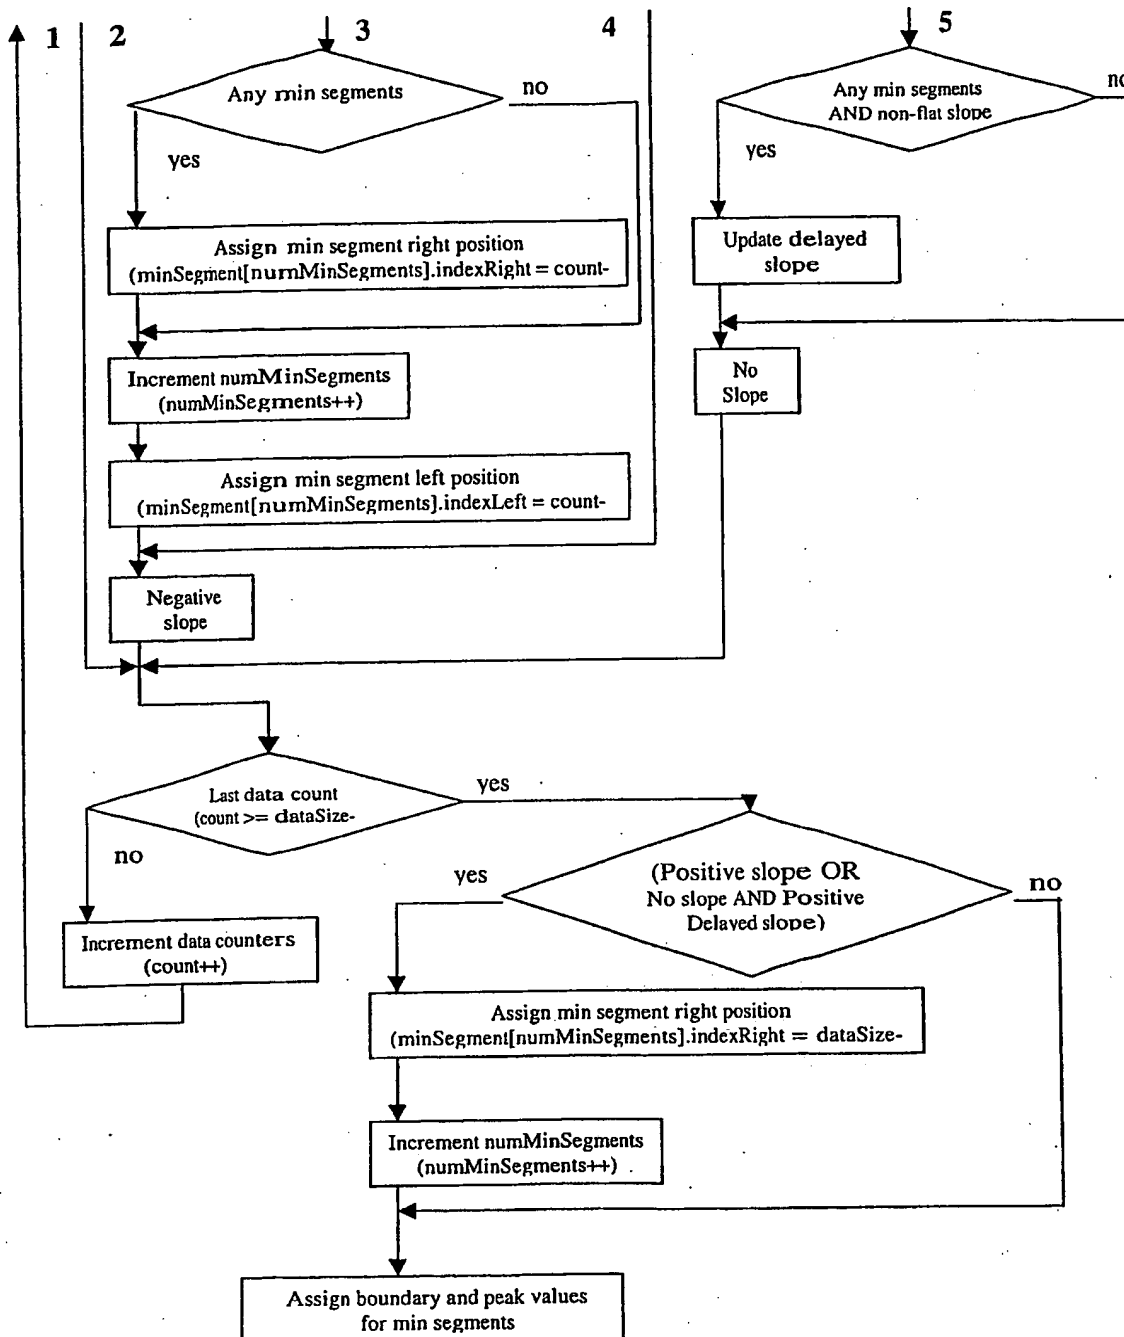 1
2
3
4
5
Any min segments
no
yes
Any min segments
AND non-flat slope
no
yes
Assign min segment right position
(minSegment[numMinSegments].indexRight = count-
Update delayed
slope
Increment numMinSegments
(numMinSegments++)
No
Slope
Assign min segment left position
(minSegment[numMinSegments].indexLeft = count-
Negative
slope
Last data count
(count >= dataSize-
yes
no
(Positive slope OR
No slope AND Positive
Delayed slope)
yes
no
Increment data counters
(count++)
Assign min segment right position
(minSegment[numMinSegments].indexRight = dataSize-
Increment numMinSegments
(numMinSegments++)
Assign boundary and peak values
for min segments